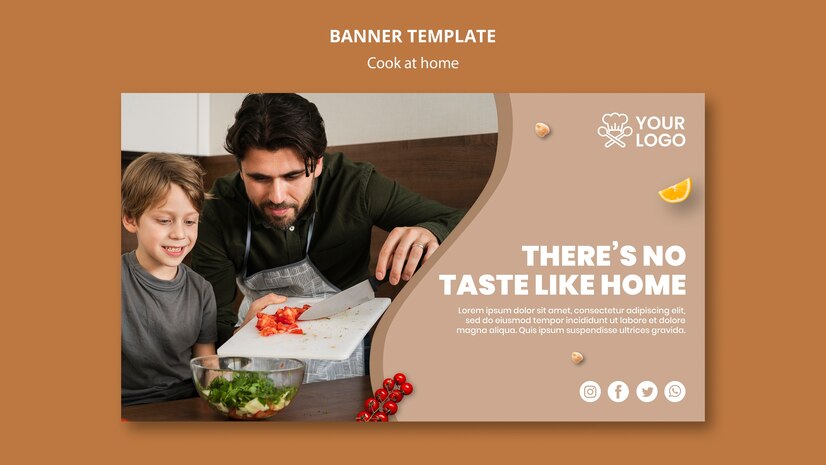 BANNER TEMPLATE
Cook at home
YOUR
LOGO
THERE’S NO
TASTE LIKE HOME
Lorem ipsum dolor sit amet, consectetur adipiscing elit,
sed do eiusmod tempor incididunt ut labore et dolore
magna aliqua. Quis ipsum suspendisse ultrices gravida.